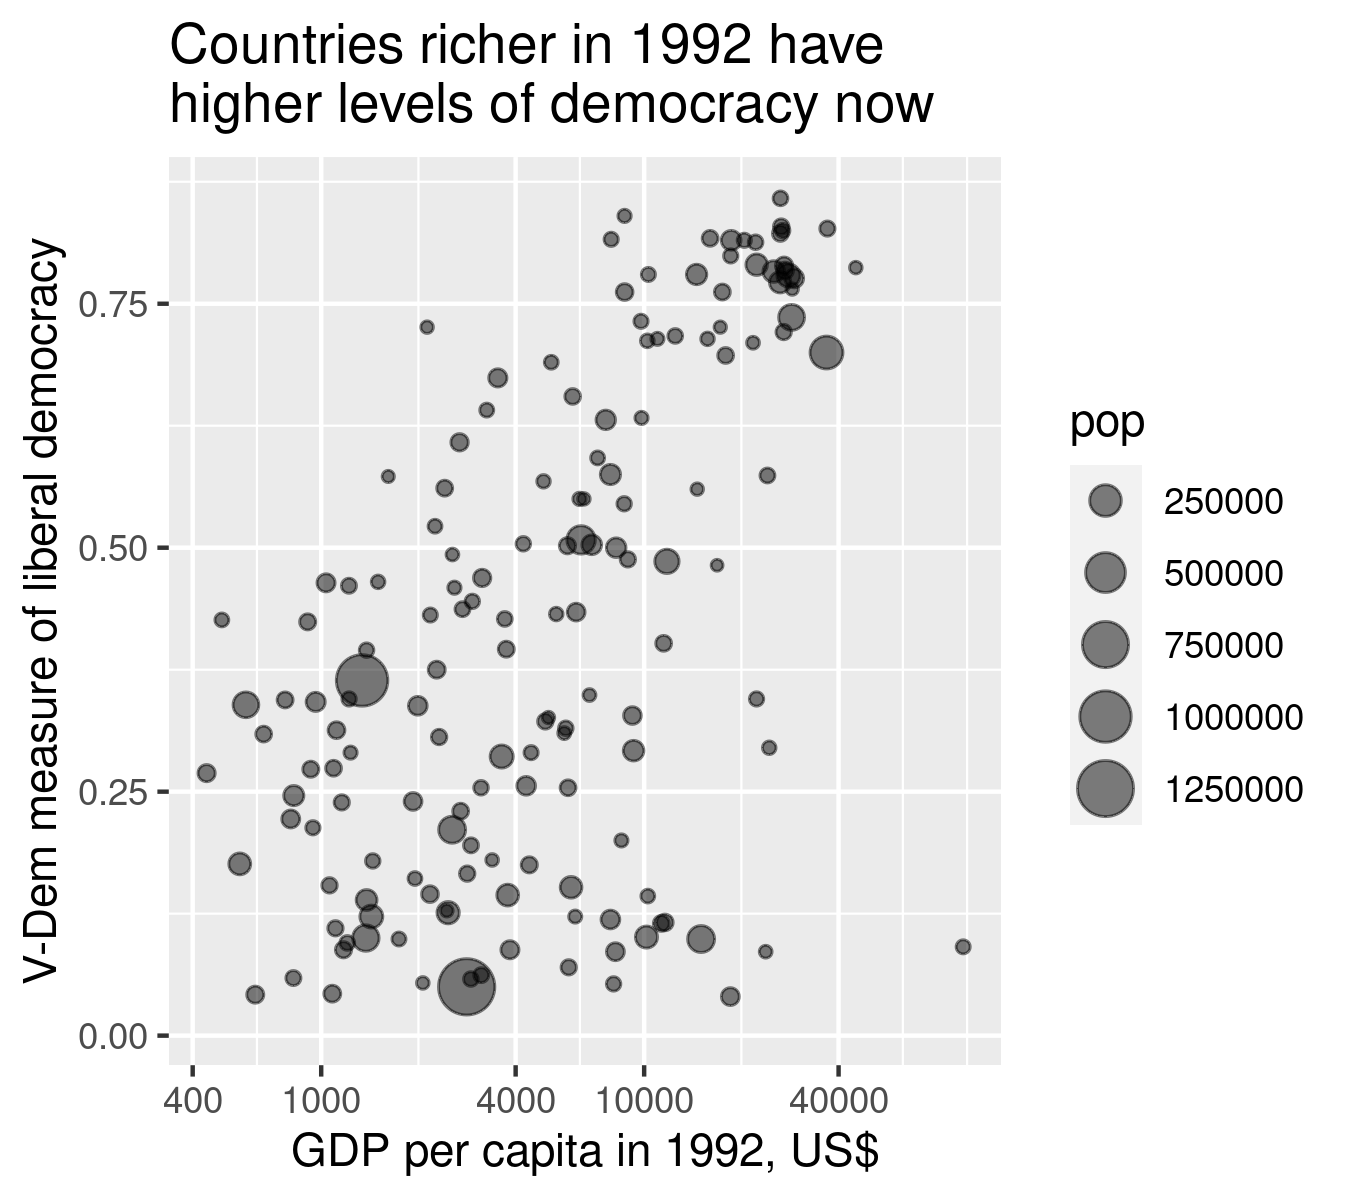 Countries richer in 1992 have
higher levels of democracy now
V-Dem measure of liberal democracy
0.75
0.50
0.25
0.00
400 1000 4000 10000 40000
GDP per capita in 1992, US$
pop
250000
500000
750000
1000000
1250000